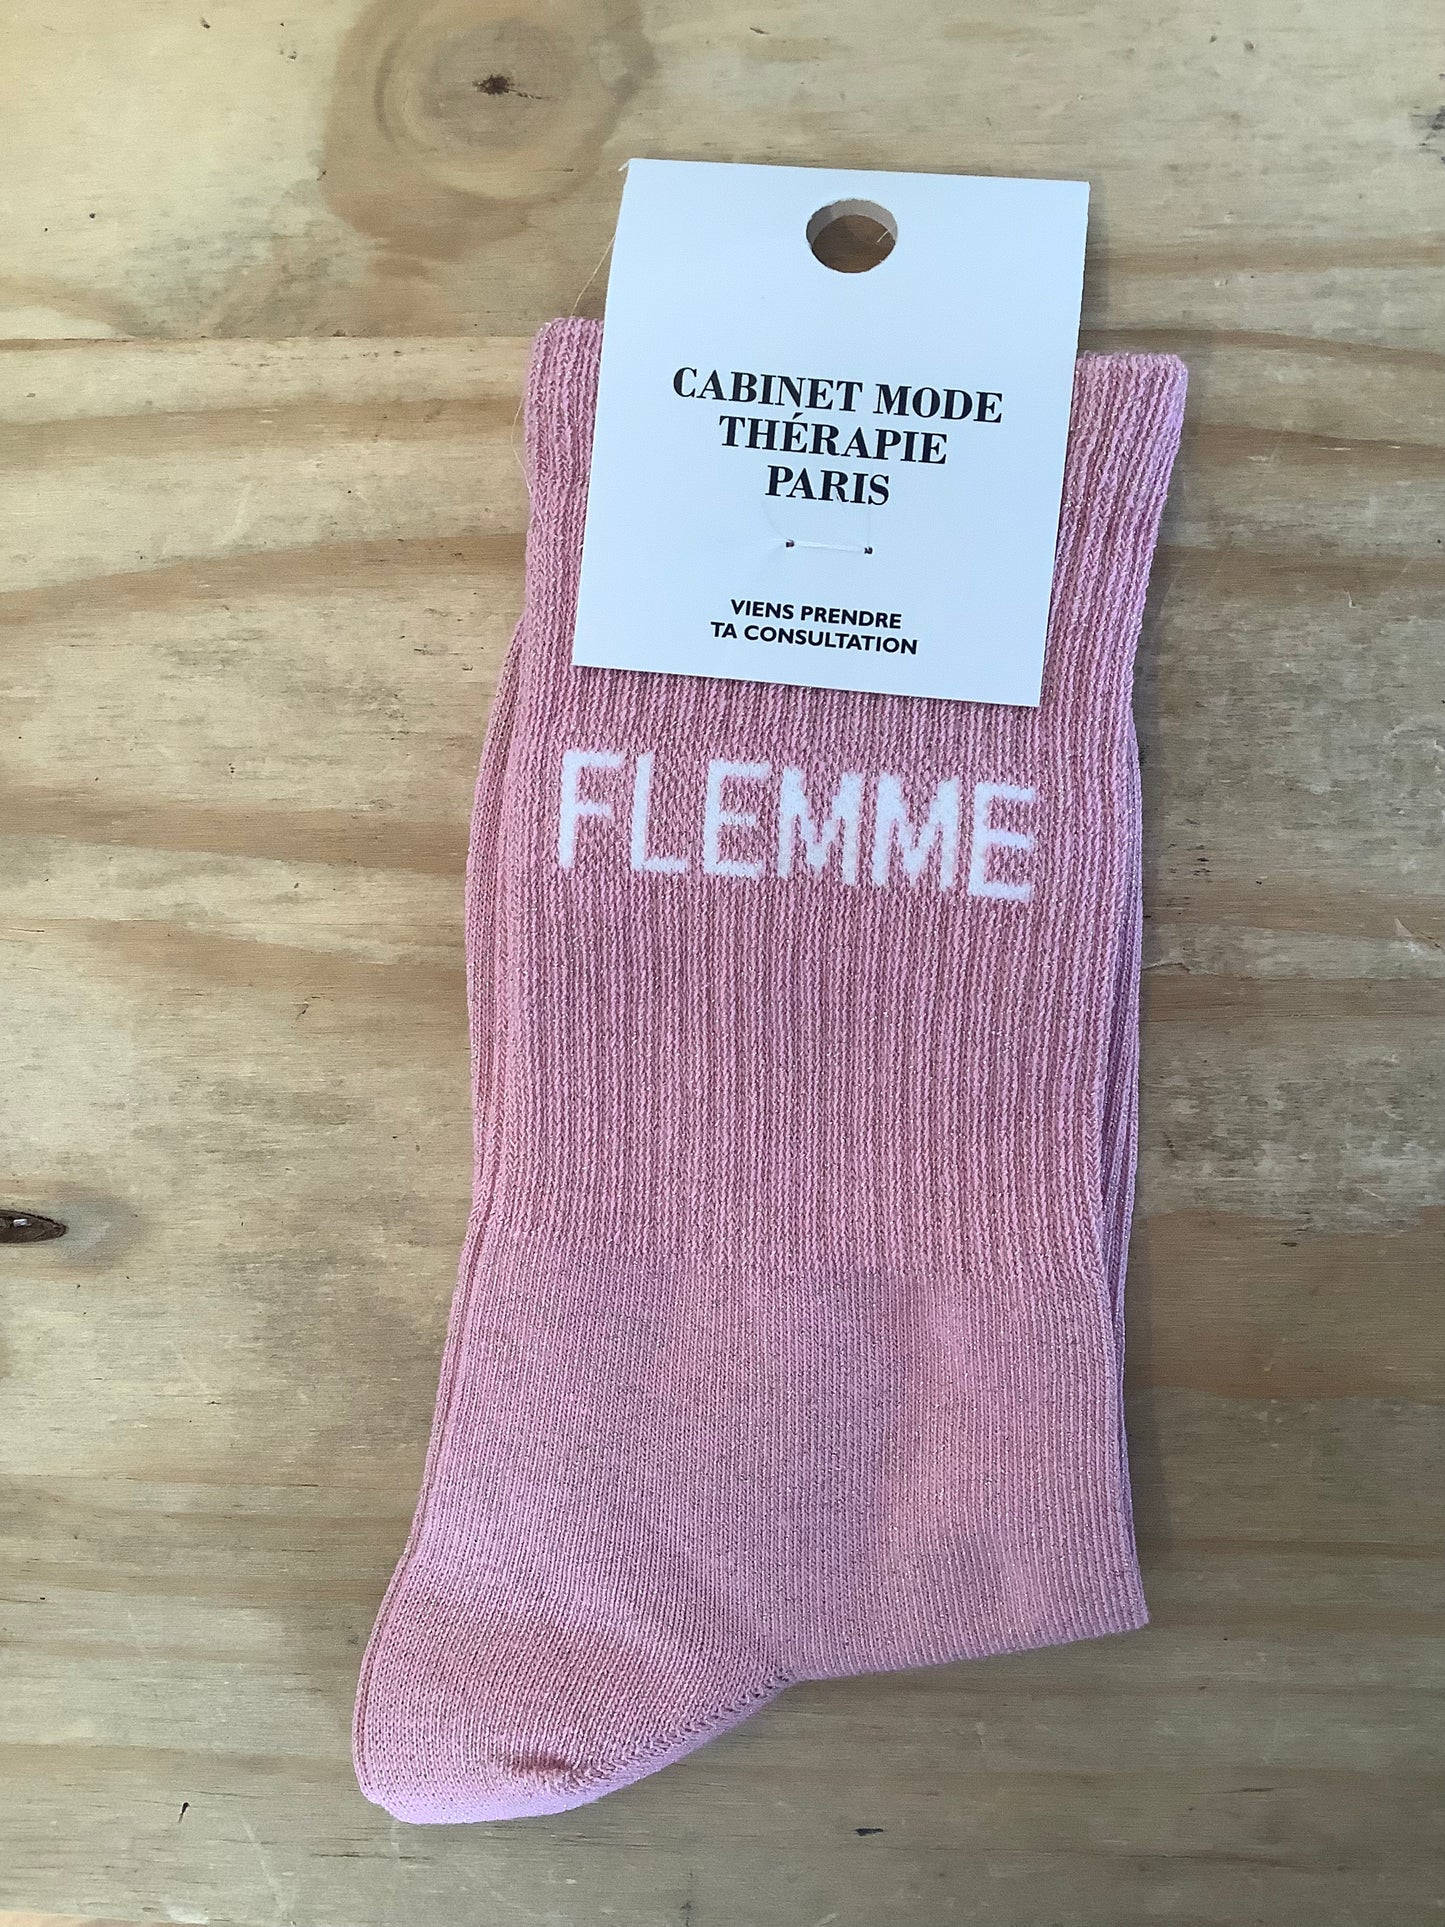 CABINET MODE
THÉRAPIE
PARIS
VIENS PRENDRE
TA CONSULTATION
FLEMME